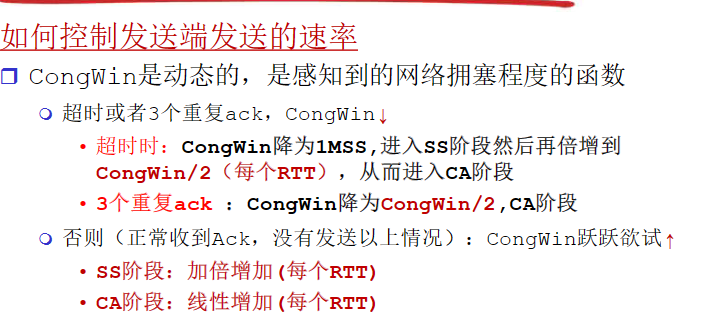 如何控制发送端发送的速率
CongWin是动态的，是感知到的网络拥塞程度的函数
超时或者3个重复ack，CongWin↓
• 超时时：CongWin降为1MSS,进入SS阶段然后再倍增到
CongWin/2（每个RTT），从而进入CA阶段
• 3个重复ack ：CongWin降为CongWin/2,CA阶段
否则（正常收到Ack，没有发送以上情况）：CongWin跃跃欲试↑
• SS阶段：加倍增加(每个RTT)
• CA阶段：线性增加(每个RTT)